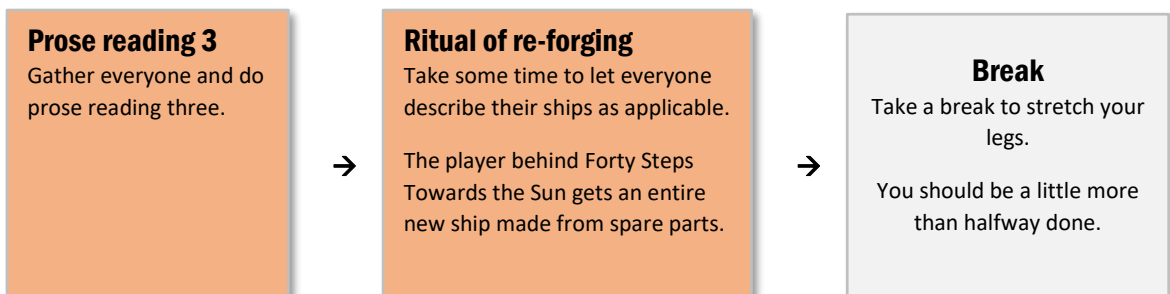 Prose reading 3
Gather everyone and do
prose reading three.
→
Ritual of re-forging
Take some time to let everyone
describe their ships as applicable.
The player behind Forty Steps
Towards the Sun gets an entire
new ship made from spare parts.
→
Break
Take a break to stretch your
legs.
You should be a little more
than halfway done.